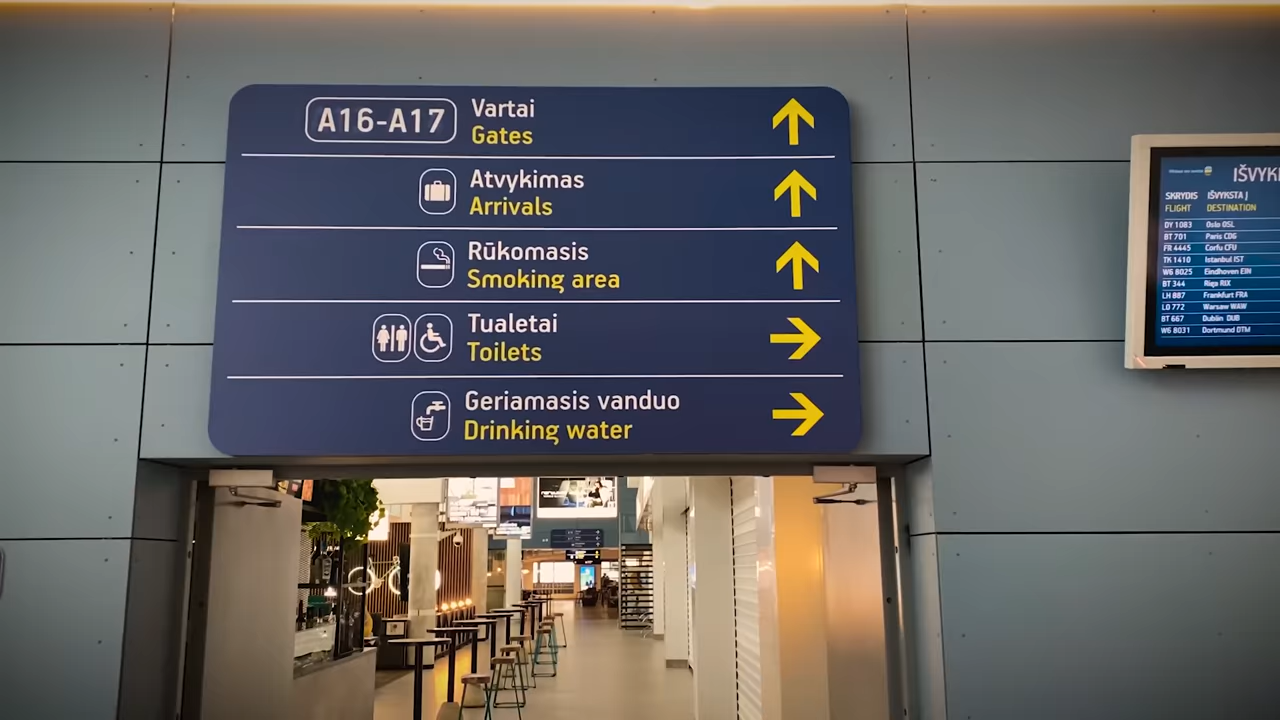 A16-A17
Vartai
Gates
Atvykimas
Arrivals
Rūkomasis
Smoking area
Tualetai
Toilets
Geriamasis vanduo
Drinking water
SKRYDIS IŠVYKSTA Į
FLIGHT DESTINATION
DY 1083 Oslo OSL
BT 701 Paris CDG
FR 4445 Corfu CFU
TK 1410 Istanbul IST
W6 8025 Eindhoven EIN
BT 344 Riga RIX
LH 887 Frankfurt FRA
LO 772 Warsaw WAW
BT 667 Dublin DUB
W6 8031 Dortmund DTM